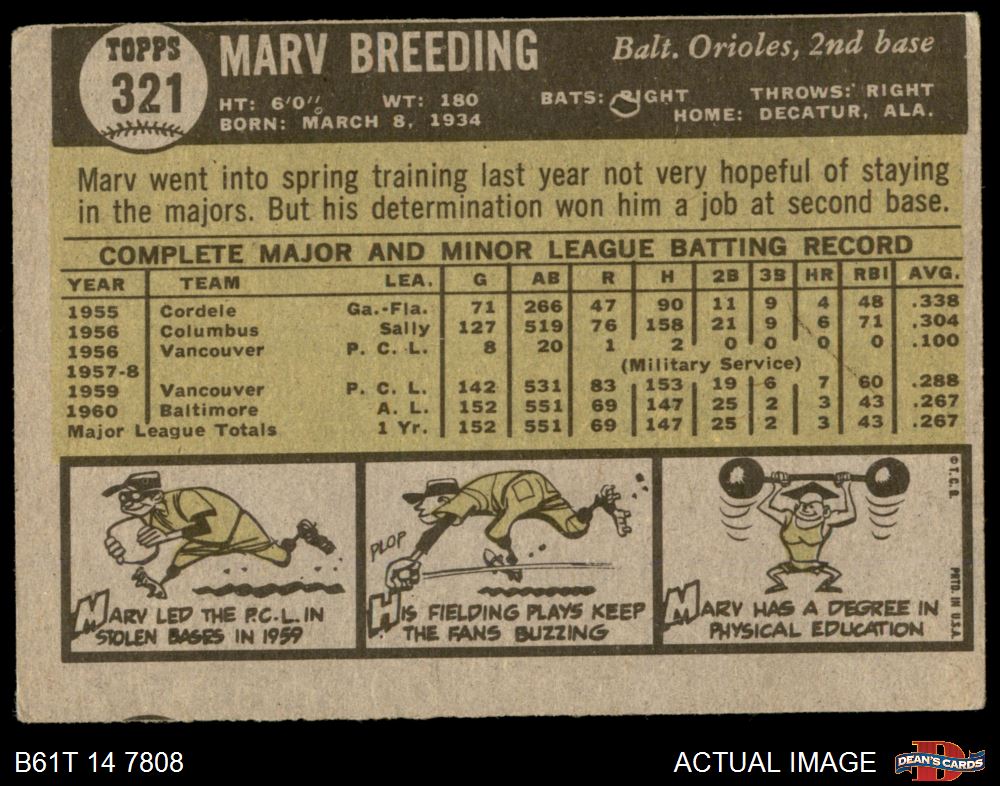 TOPPS
321
MARV BREEDING
Balt. Orioles, 2nd base
HT: 6'0" WT: 180 BATS: RIGHT THROWS: RIGHT
BORN: MARCH 8, 1934 HOME: DECATUR, ALA.
Marv went into spring training last year not very hopeful of staying
in the majors. But his determination won him a job at second base.
COMPLETE MAJOR AND MINOR LEAGUE BATTING RECORD
YEAR TEAM LEA. G AB R H 2B 3B HR RBI AVG.
1955 Cordele Ga.-Fla. 71 266 47 90 11 9 4 48 .338
1956 Columbus Sally 127 519 76 158 21 9 6 71 .304
1956 Vancouver P. C. L. 8 20 1 2 0 0 0 0 .100
1957-8 (Military Service)
1959 Vancouver P. C. L. 142 531 83 153 19 6 7 60 .288
1960 Baltimore A. L. 152 551 69 147 25 2 3 43 .267
Major League Totals 1 Yr. 152 551 69 147 25 2 3 43 .267
MARV LED THE P.C.L. IN
STOLEN BASES IN 1959
PLOP
HIS FIELDING PLAYS KEEP
THE FANS BUZZING
MARV HAS A DEGREE IN
PHYSICAL EDUCATION
© T.C.G.
PRTD. IN U.S.A.
B61T 14 7808
ACTUAL IMAGE
DEAN'S CARDS